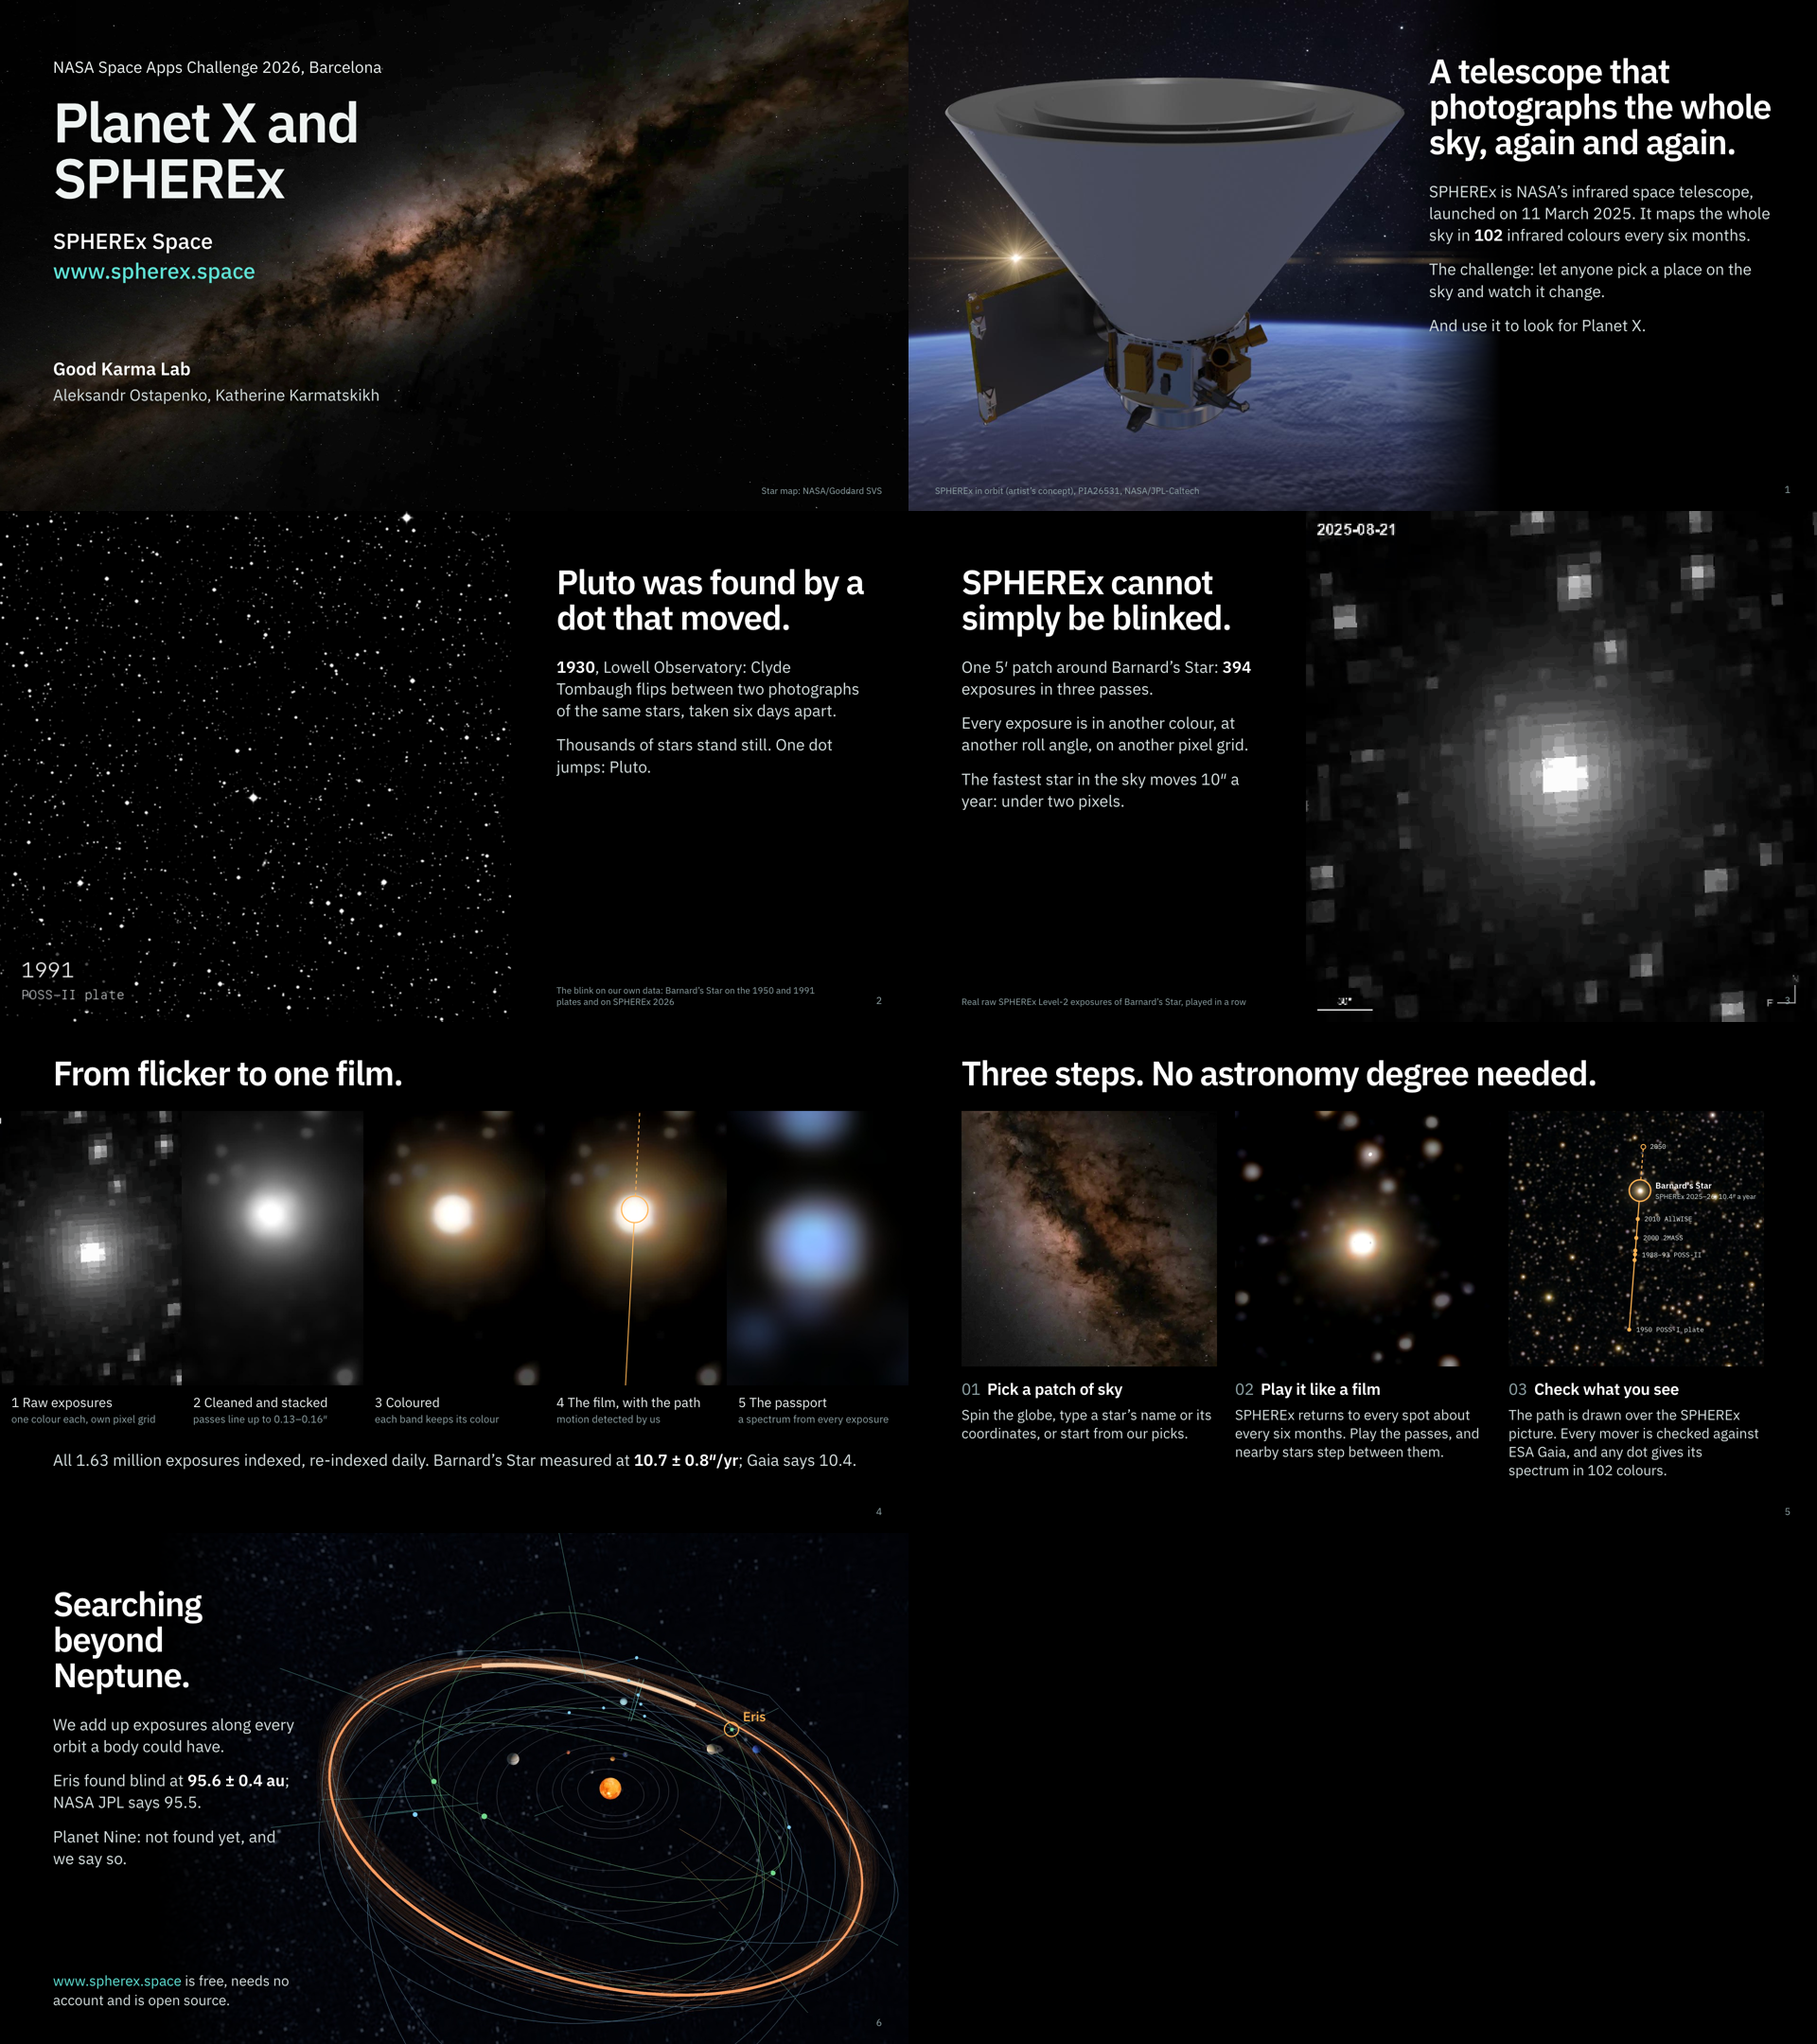 NASA Space Apps Challenge 2026, Barcelona
Planet X and
SPHEREx
SPHEREx Space
www.spherex.space
Good Karma Lab
Aleksandr Ostapenko, Katherine Karmatskikh
Star map: NASA/Goddard SVS
A telescope that
photographs the whole
sky, again and again.
SPHEREx is NASA’s infrared space telescope,
launched on 11 March 2025. It maps the whole
sky in 102 infrared colours every six months.
The challenge: let anyone pick a place on the
sky and watch it change.
And use it to look for Planet X.
SPHEREx in orbit (artist’s concept), PIA26531, NASA/JPL-Caltech
1
1991
POSS-II plate
Pluto was found by a
dot that moved.
1930, Lowell Observatory: Clyde
Tombaugh flips between two photographs
of the same stars, taken six days apart.
Thousands of stars stand still. One dot
jumps: Pluto.
The blink on our own data: Barnard’s Star on the 1950 and 1991
plates and on SPHEREx 2026
2
SPHEREx cannot
simply be blinked.
One 5′ patch around Barnard’s Star: 394
exposures in three passes.
Every exposure is in another colour, at
another roll angle, on another pixel grid.
The fastest star in the sky moves 10″ a
year: under two pixels.
Real raw SPHEREx Level-2 exposures of Barnard’s Star, played in a row
2025-08-21
N
E
3
From flicker to one film.
1 Raw exposures
one colour each, own pixel grid
2 Cleaned and stacked
passes line up to 0.13–0.16″
3 Coloured
each band keeps its colour
4 The film, with the path
motion detected by us
5 The passport
a spectrum from every exposure
All 1.63 million exposures indexed, re-indexed daily. Barnard’s Star measured at 10.7 ± 0.8″/yr; Gaia says 10.4.
4
Three steps. No astronomy degree needed.
2050
Barnard's Star
SPHEREx 2025–26 10.4″ a year
2010 AllWISE
2000 2MASS
1988–93 POSS-II
1950 POSS-I plate
01 Pick a patch of sky
Spin the globe, type a star’s name or its
coordinates, or start from our picks.
02 Play it like a film
SPHEREx returns to every spot about
every six months. Play the passes, and
nearby stars step between them.
03 Check what you see
The path is drawn over the SPHEREx
picture. Every mover is checked against
ESA Gaia, and any dot gives its
spectrum in 102 colours.
5
Searching
beyond
Neptune.
We add up exposures along every
orbit a body could have.
Eris found blind at 95.6 ± 0.4 au;
NASA JPL says 95.5.
Planet Nine: not found yet, and
we say so.
www.spherex.space is free, needs no
account and is open source.
Eris
6